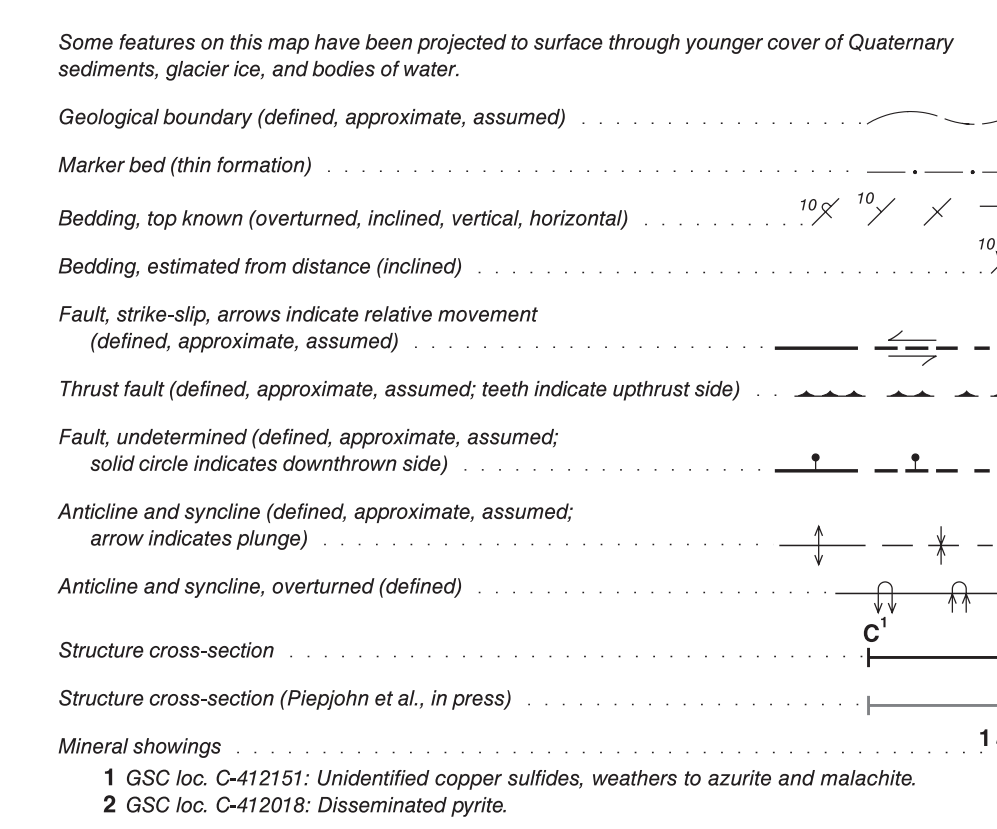 Some features on this map have been projected to surface through younger cover of Quaternary
sediments, glacier ice, and bodies of water.
Geological boundary (defined, approximate, assumed)
Marker bed (thin formation)
Bedding, top known (overturned, inclined, vertical, horizontal) 10 10
Bedding, estimated from distance (inclined) 10
Fault, strike-slip, arrows indicate relative movement
(defined, approximate, assumed)
Thrust fault (defined, approximate, assumed; teeth indicate upthrust side)
Fault, undetermined (defined, approximate, assumed;
solid circle indicates downthrown side)
Anticline and syncline (defined, approximate, assumed;
arrow indicates plunge)
Anticline and syncline, overturned (defined)
C¹
Structure cross-section
Structure cross-section (Piepjohn et al., in press)
Mineral showings 1
1 GSC loc. C-412151: Unidentified copper sulfides, weathers to azurite and malachite.
2 GSC loc. C-412018: Disseminated pyrite.